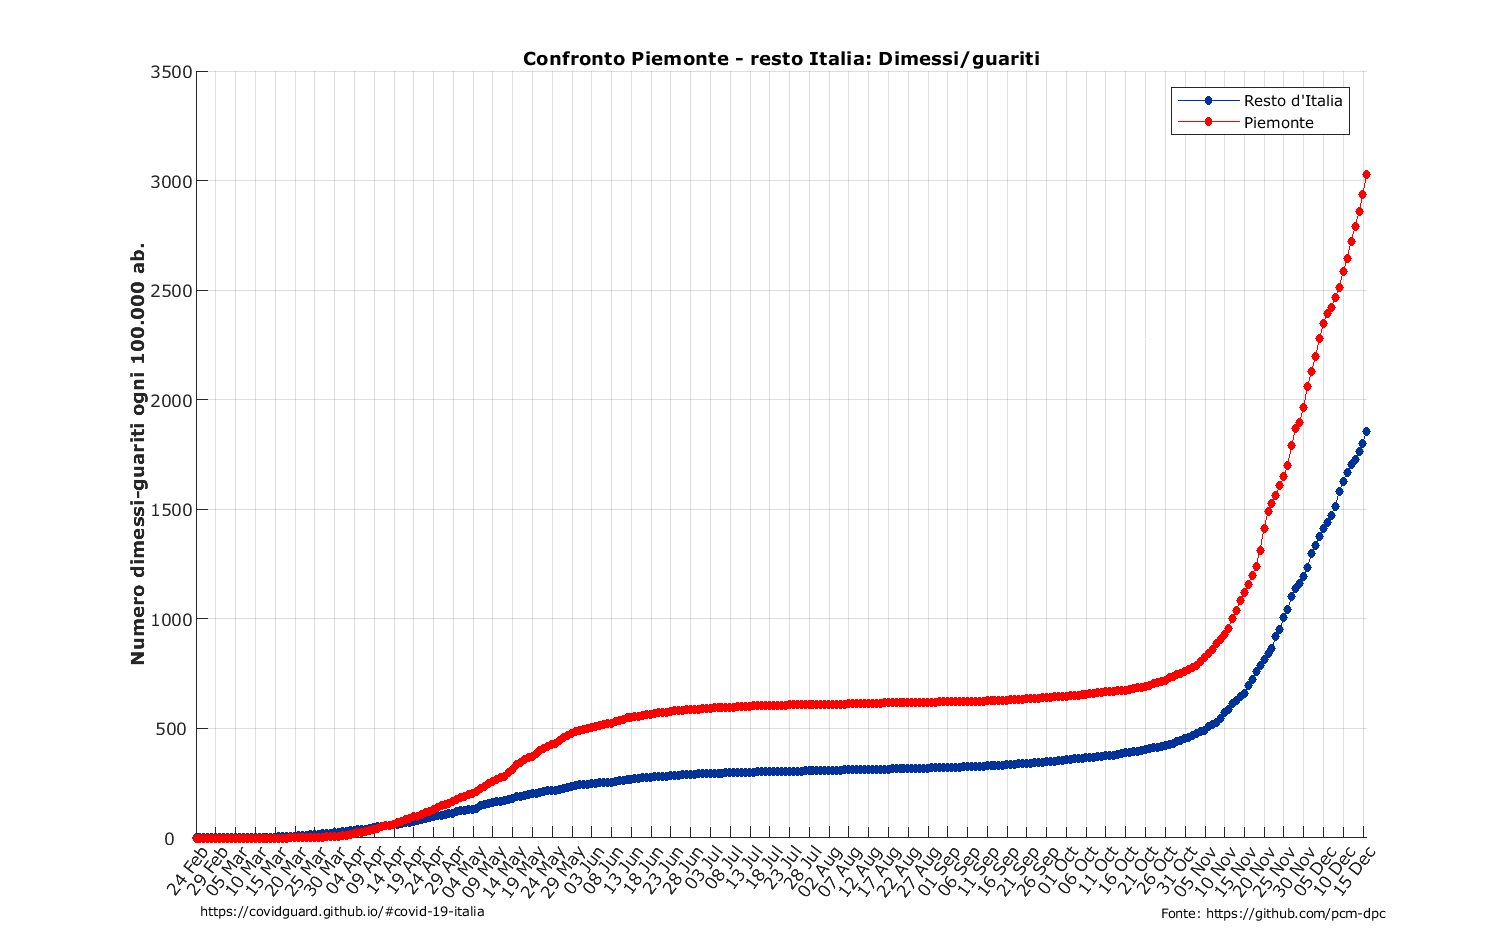 Confronto Piemonte - resto Italia: Dimessi/guariti
Resto d'Italia
Piemonte
Numero dimessi-guariti ogni 100.000 ab.
3500
3000
2500
2000
1500
1000
500
0
24 Feb
29 Feb
05 Mar
10 Mar
15 Mar
20 Mar
25 Mar
30 Mar
04 Apr
09 Apr
14 Apr
19 Apr
24 Apr
29 Apr
04 May
09 May
14 May
19 May
24 May
29 May
03 Jun
08 Jun
13 Jun
18 Jun
23 Jun
28 Jun
03 Jul
08 Jul
13 Jul
18 Jul
23 Jul
28 Jul
02 Aug
07 Aug
12 Aug
17 Aug
22 Aug
27 Aug
01 Sep
06 Sep
11 Sep
16 Sep
21 Sep
26 Sep
01 Oct
06 Oct
11 Oct
16 Oct
21 Oct
26 Oct
31 Oct
05 Nov
10 Nov
15 Nov
20 Nov
25 Nov
30 Nov
05 Dec
10 Dec
15 Dec
https://covidguard.github.io/#covid-19-italia
Fonte: https://github.com/pcm-dpc